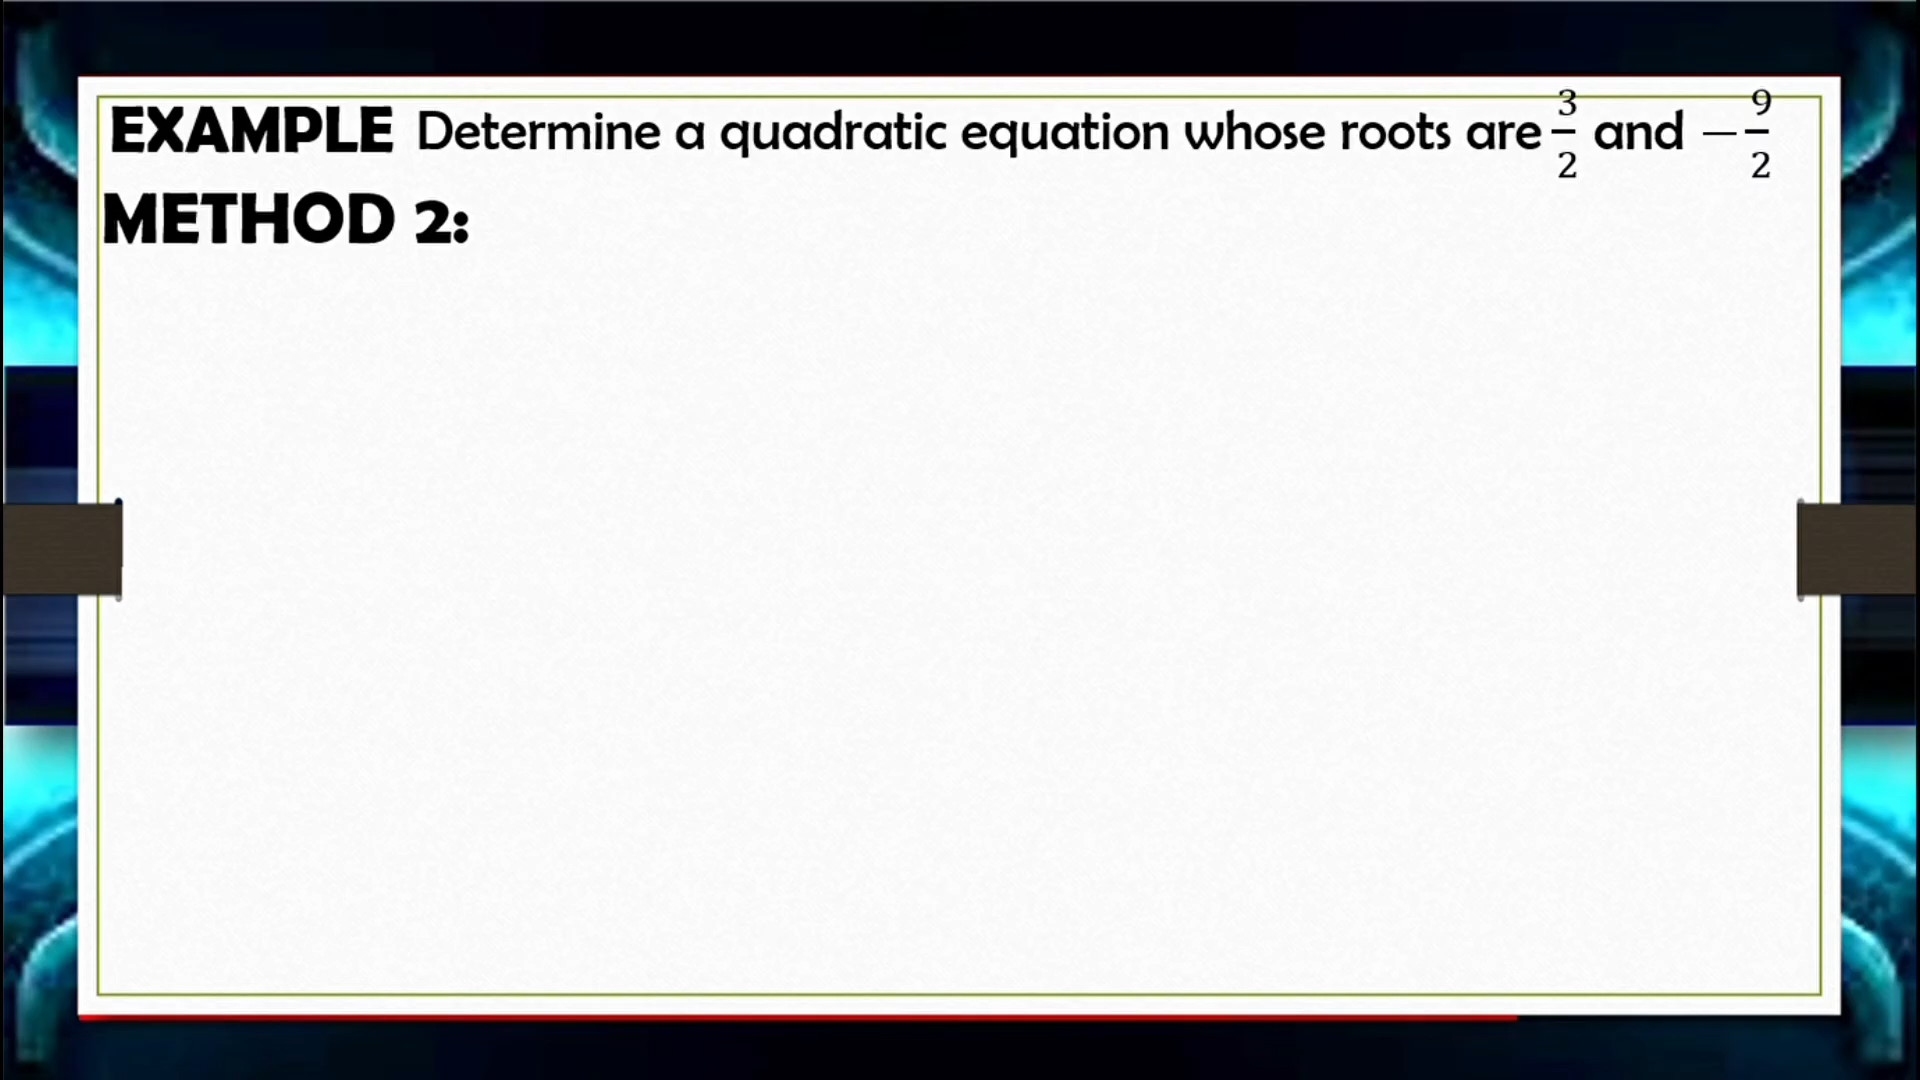 EXAMPLE Determine a quadratic equation whose roots are 3/2 and −9/2
METHOD 2: